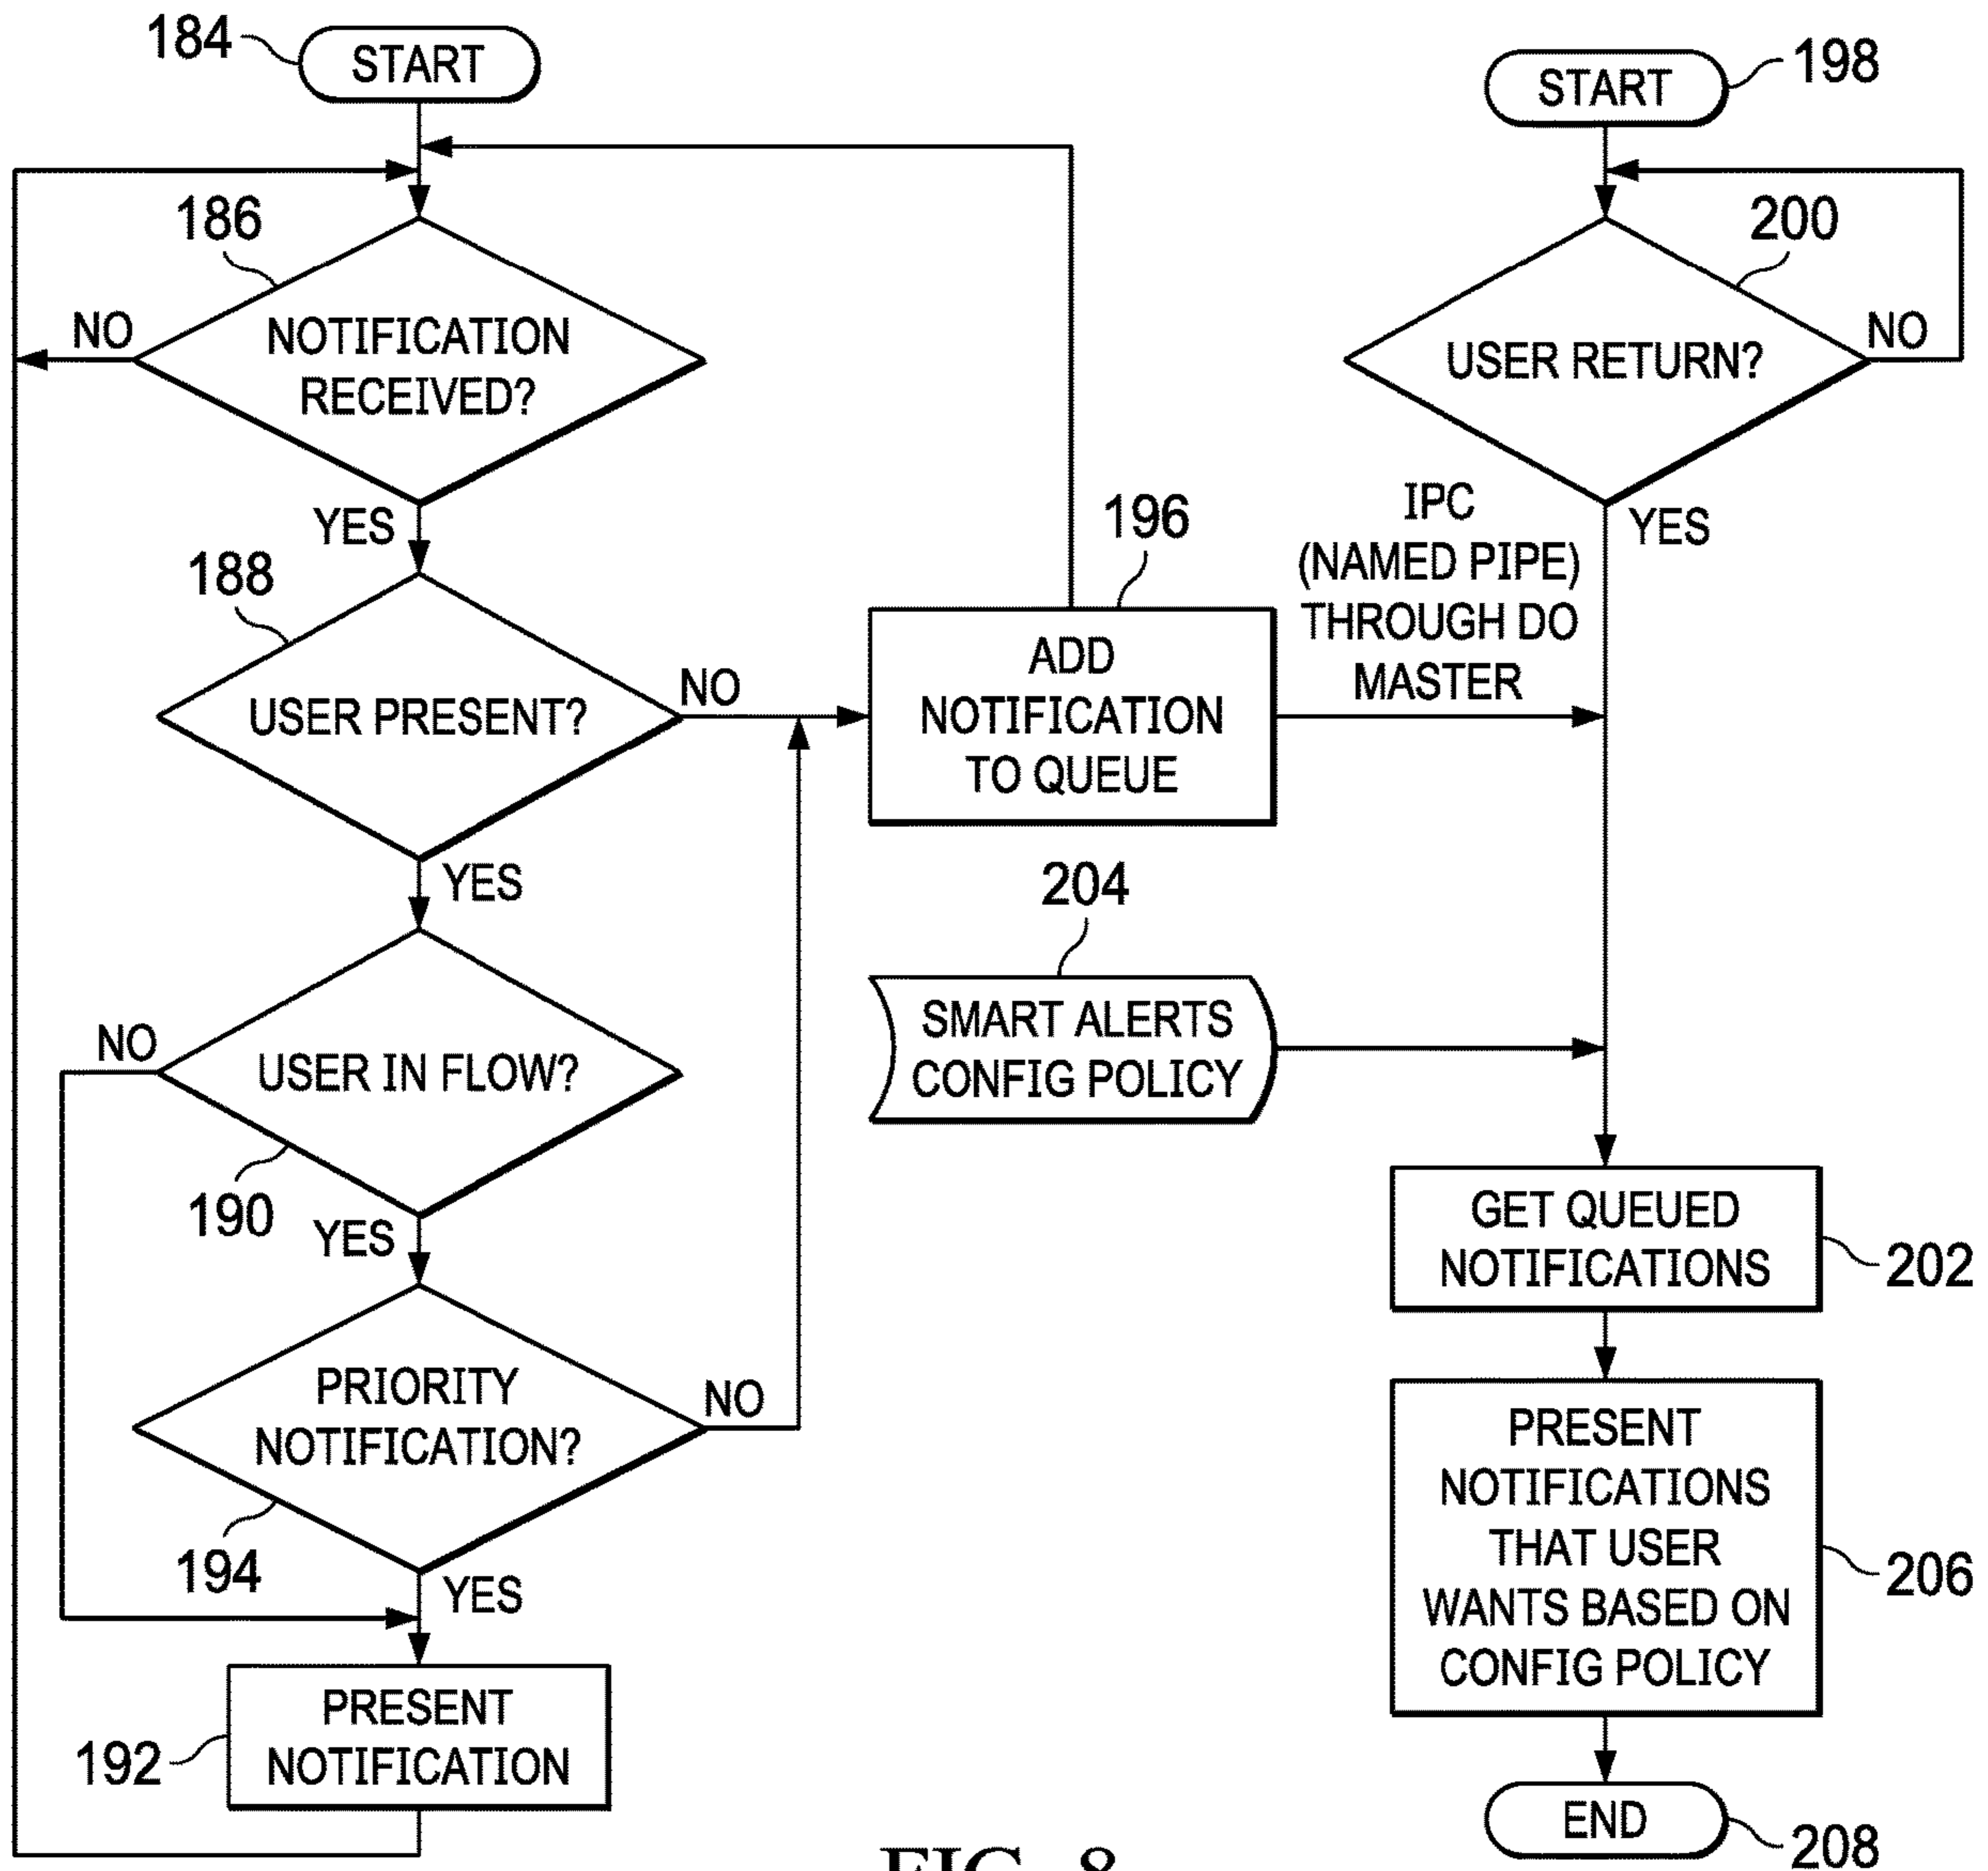 184
START
186
NOTIFICATION
RECEIVED?
NO
YES
188
USER PRESENT?
NO
YES
USER IN FLOW?
NO
190
YES
PRIORITY
NOTIFICATION?
NO
194
YES
PRESENT
NOTIFICATION
192
196
ADD
NOTIFICATION
TO QUEUE
IPC
(NAMED PIPE)
THROUGH DO
MASTER
204
SMART ALERTS
CONFIG POLICY
START
198
200
USER RETURN?
NO
YES
GET QUEUED
NOTIFICATIONS
202
PRESENT
NOTIFICATIONS
THAT USER
WANTS BASED ON
CONFIG POLICY
206
END
208
FIG. 8